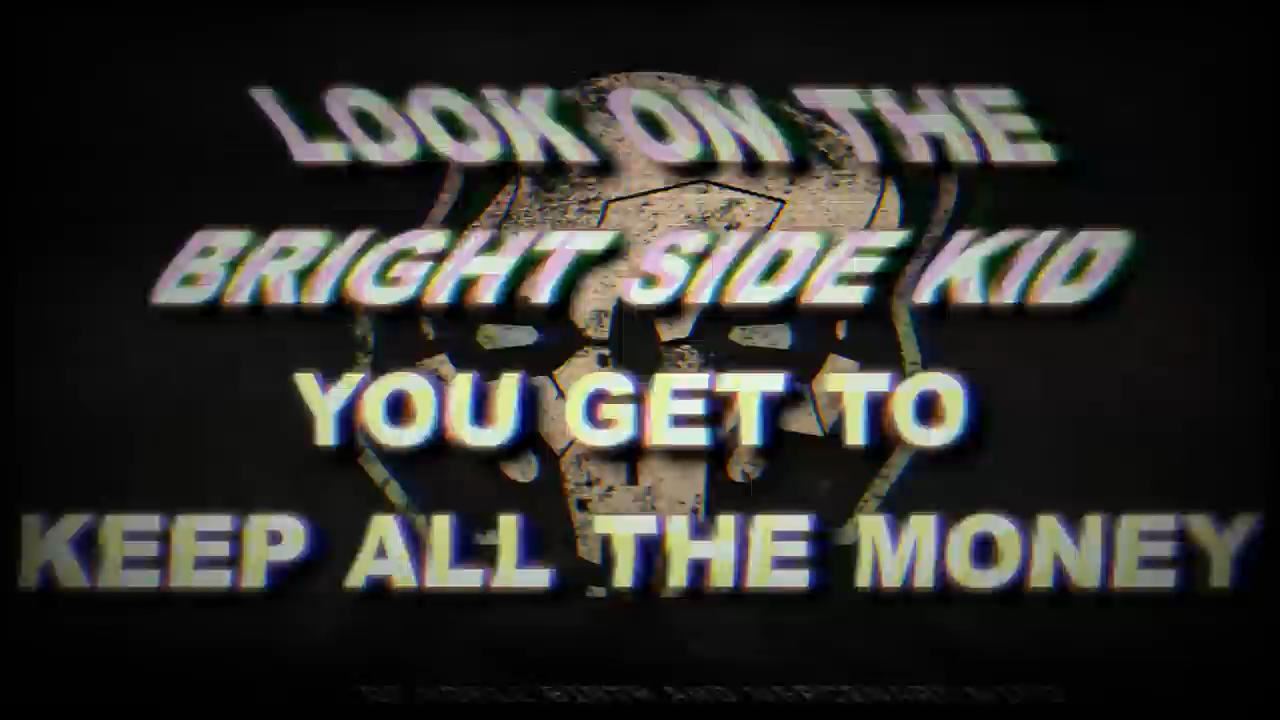 LOOK ON THE
BRIGHT SIDE KID
YOU GET TO
KEEP ALL THE MONEY